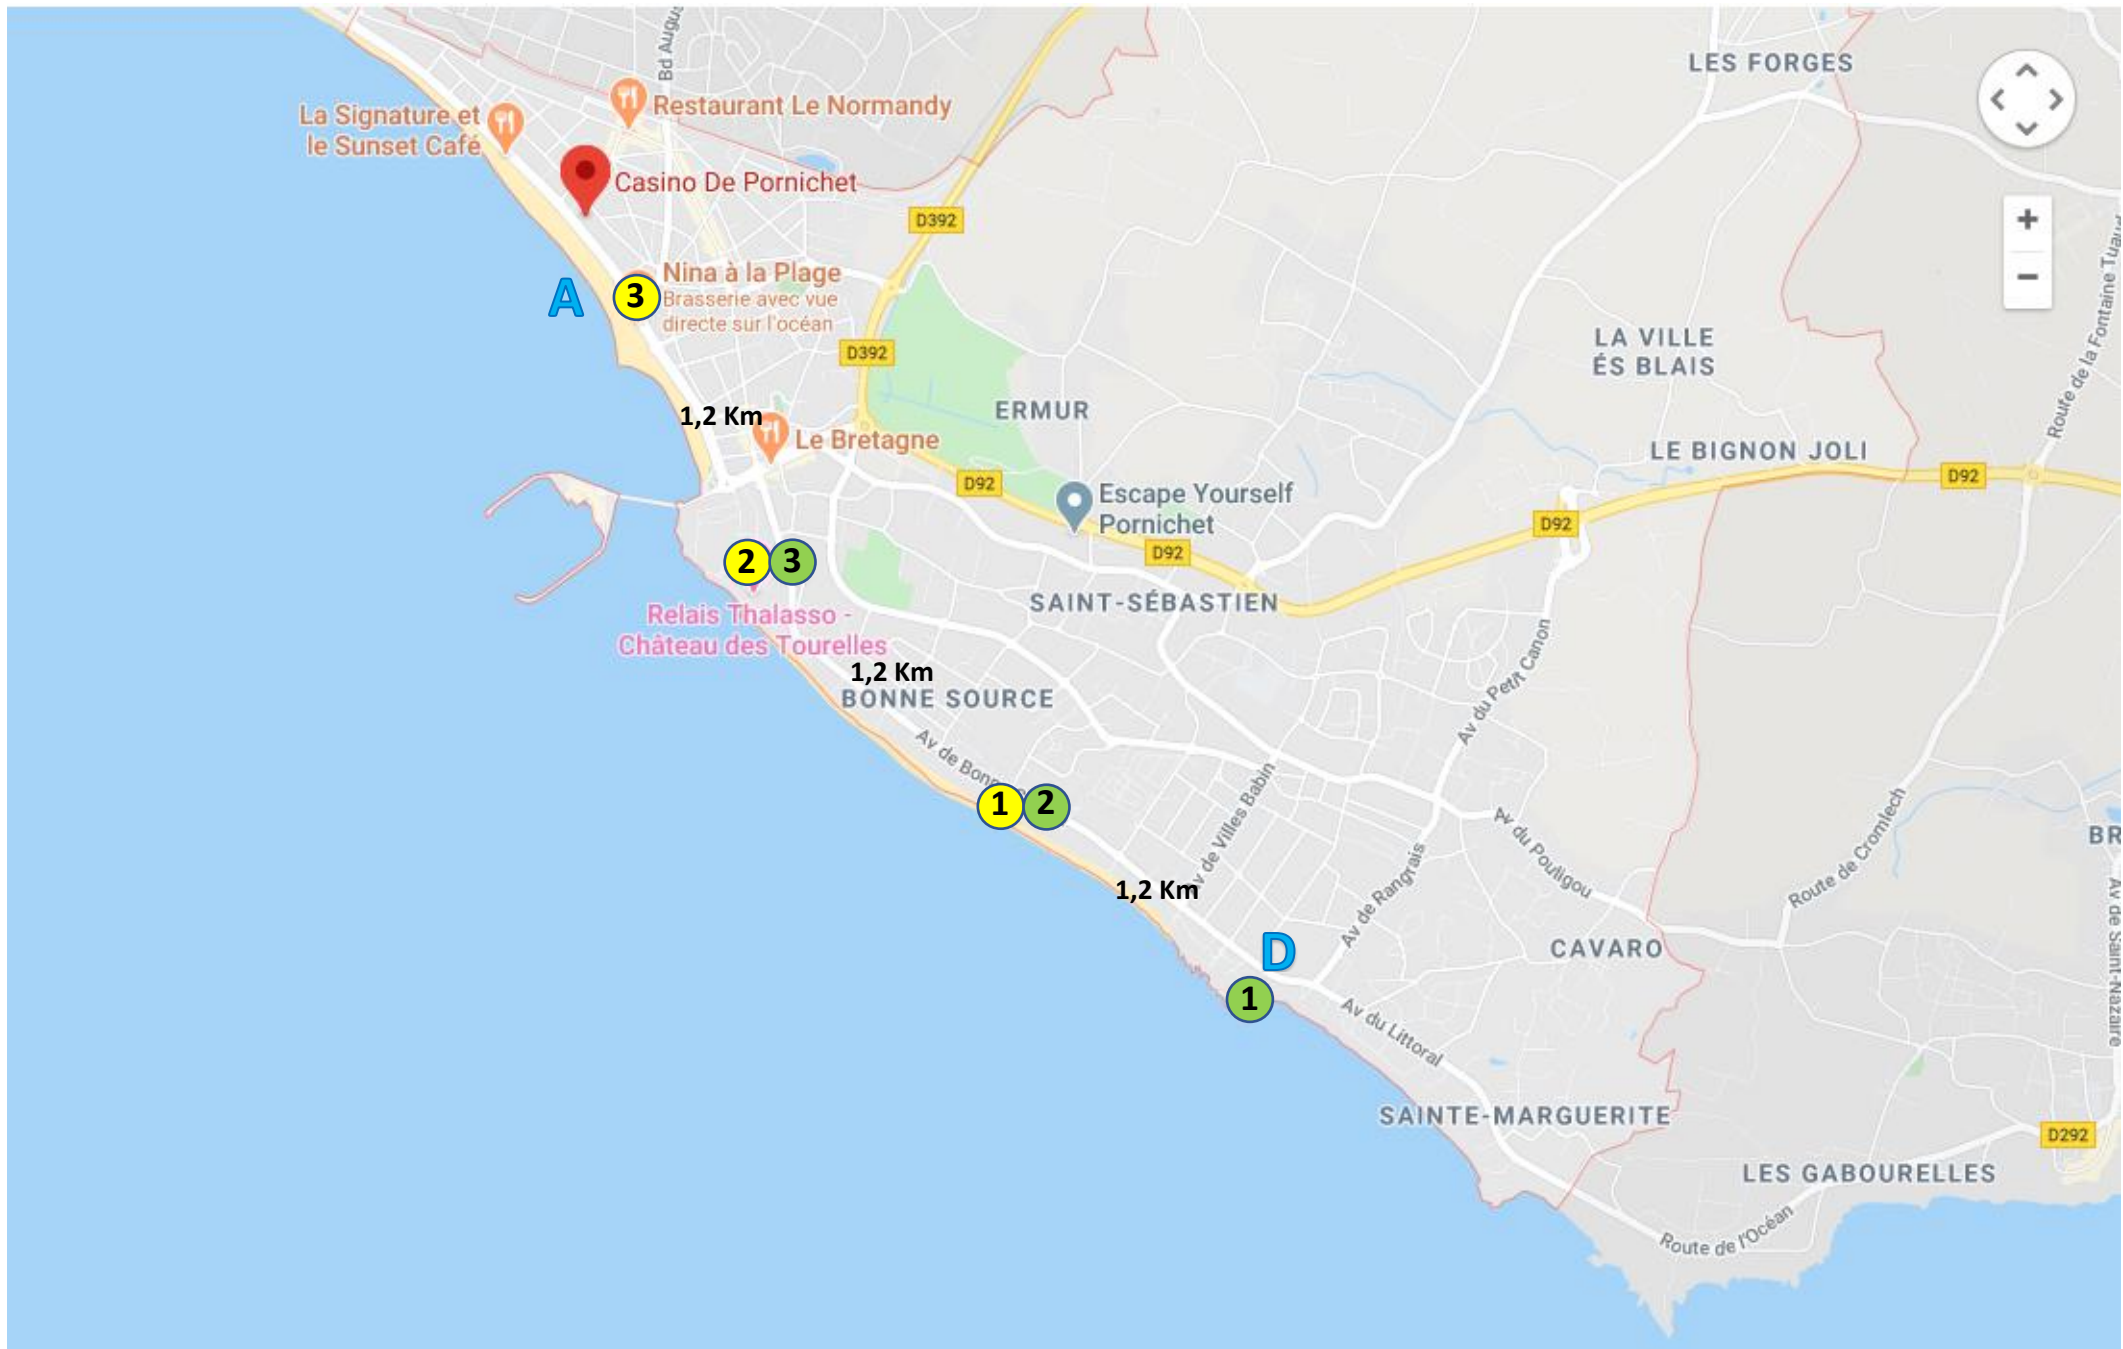 Bd Augus
LES FORGES
La Signature et
le Sunset Café
Restaurant Le Normandy
Casino De Pornichet
D392
+
−
A
3
Nina à la Plage
Brasserie avec vue
directe sur l'océan
D392
LA VILLE
ÉS BLAIS
Route de la Fontaine Tuau
ERMUR
1,2 Km
Le Bretagne
LE BIGNON JOLI
D92
D92
Escape Yourself
Pornichet
D92
D92
2
3
SAINT-SÉBASTIEN
Relais Thalasso -
Château des Tourelles
1,2 Km
BONNE SOURCE
Av du Petit Canon
Av de Bonn
1
2
Av de Villes Babin
Av du Pouligou
Route de Cromlech
BR
1,2 Km
Av de Rangrais
Av de Saint-Nazaire
D
CAVARO
1
Av du Littoral
SAINTE-MARGUERITE
D292
LES GABOURELLES
Route de l'Océan